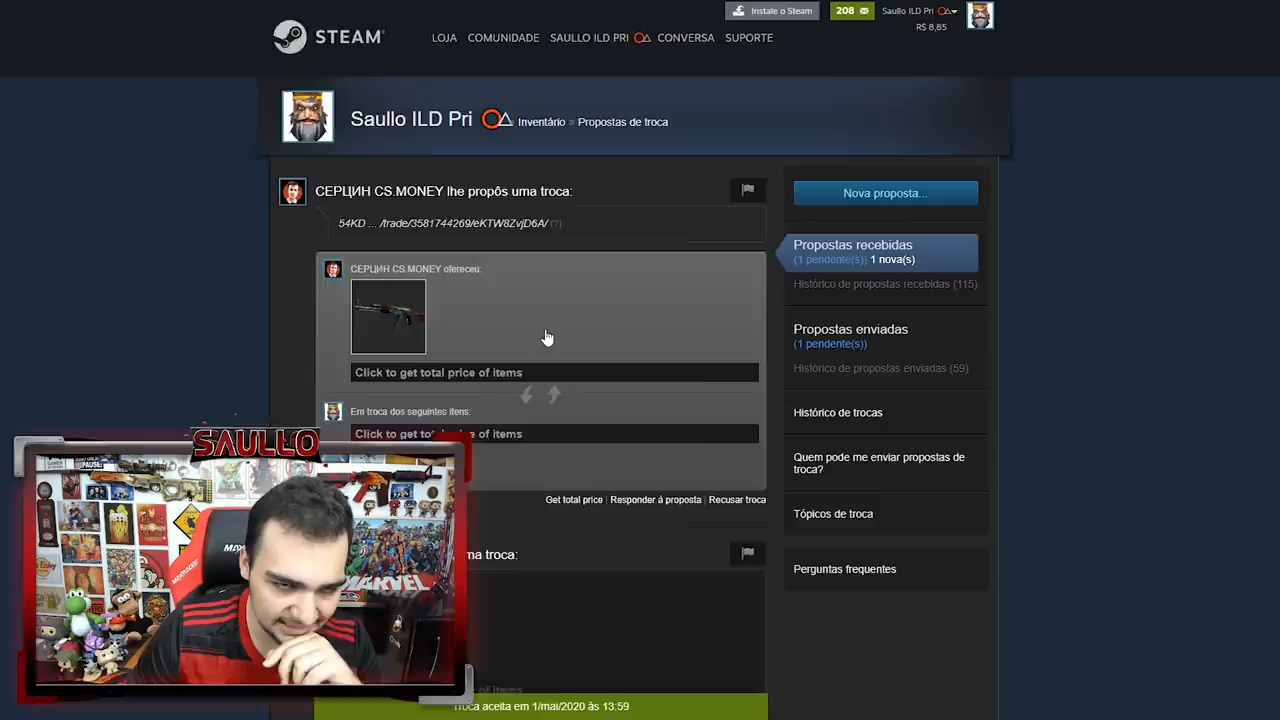 STEAM
LOJA COMUNIDADE SAULLO ILD PRI CONVERSA SUPORTE
Instale o Steam
208
Saullo ILD Pri
R$ 8,85
Saullo ILD Pri
Inventário » Propostas de troca
СЕРЦИН CS.MONEY lhe propôs uma troca:
54KD ... /trade/3581744269/eKTW8ZvjD6A/ (?)
СЕРЦИН CS.MONEY ofereceu:
Click to get total price of items
Em troca dos seguintes itens:
Click to get total price of items
Get total price | Responder à proposta | Recusar troca
ma troca:
of items
Troca aceita em 1/mai/2020 às 13:59
Nova proposta...
Propostas recebidas
(1 pendente(s)) 1 nova(s)
Histórico de propostas recebidas (115)
Propostas enviadas
(1 pendente(s))
Histórico de propostas enviadas (59)
Histórico de trocas
Quem pode me enviar propostas de
troca?
Tópicos de troca
Perguntas frequentes
SAULLO
MARVEL